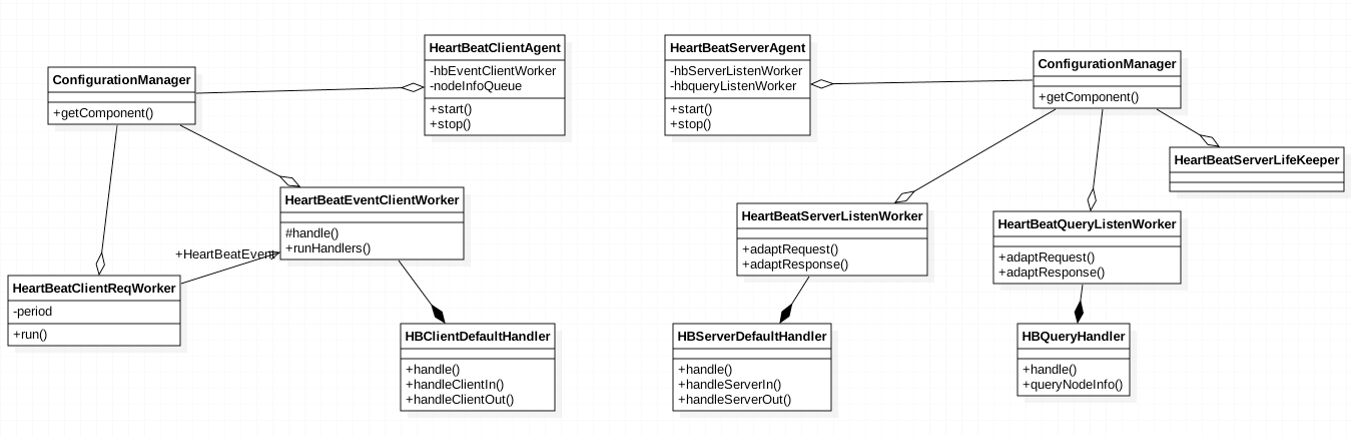 HeartBeatClientAgent
-hbEventClientWorker
-nodeInfoQueue
+start()
+stop()
ConfigurationManager
+getComponent()
HeartBeatEventClientWorker
#handle()
+runHandlers()
+HeartBeatEvent
HeartBeatClientReqWorker
-period
+run()
HBClientDefaultHandler
+handle()
+handleClientIn()
+handleClientOut()
HeartBeatServerAgent
-hbServerListenWorker
-hbqueryListenWorker
+start()
+stop()
ConfigurationManager
+getComponent()
HeartBeatServerLifeKeeper
HeartBeatServerListenWorker
+adaptRequest()
+adaptResponse()
HeartBeatQueryListenWorker
+adaptRequest()
+adaptResponse()
HBServerDefaultHandler
+handle()
+handleServerIn()
+handleServerOut()
HBQueryHandler
+handle()
+queryNodeInfo()